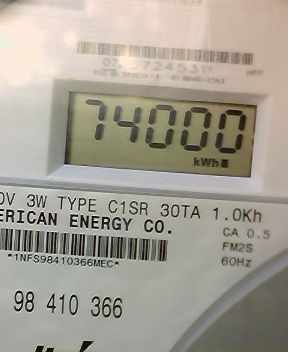 74000
kWh
0V 3W TYPE C1SR 30TA 1.0Kh
ERICAN ENERGY CO.
CA 0.5
FM2S
*1NFS98410366MEC*
60Hz
98 410 366